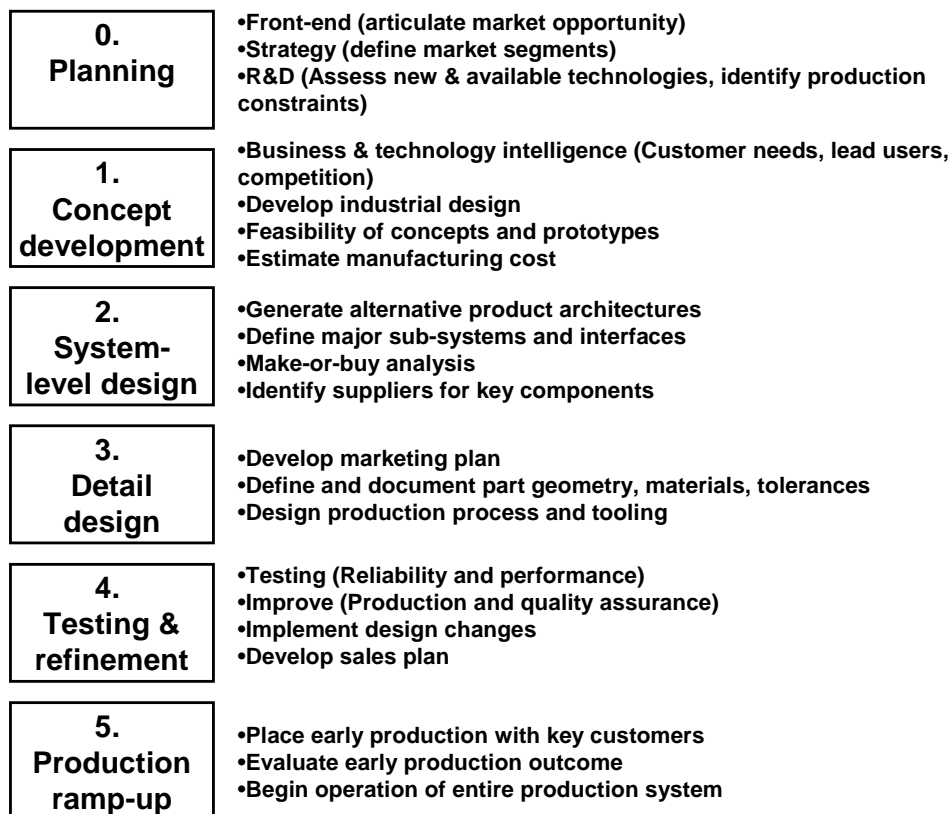 0.
Planning
•Front-end (articulate market opportunity)
•Strategy (define market segments)
•R&D (Assess new & available technologies, identify production
constraints)
1.
Concept
development
•Business & technology intelligence (Customer needs, lead users,
competition)
•Develop industrial design
•Feasibility of concepts and prototypes
•Estimate manufacturing cost
2.
System-
level design
•Generate alternative product architectures
•Define major sub-systems and interfaces
•Make-or-buy analysis
•Identify suppliers for key components
3.
Detail
design
•Develop marketing plan
•Define and document part geometry, materials, tolerances
•Design production process and tooling
4.
Testing &
refinement
•Testing (Reliability and performance)
•Improve (Production and quality assurance)
•Implement design changes
•Develop sales plan
5.
Production
ramp-up
•Place early production with key customers
•Evaluate early production outcome
•Begin operation of entire production system